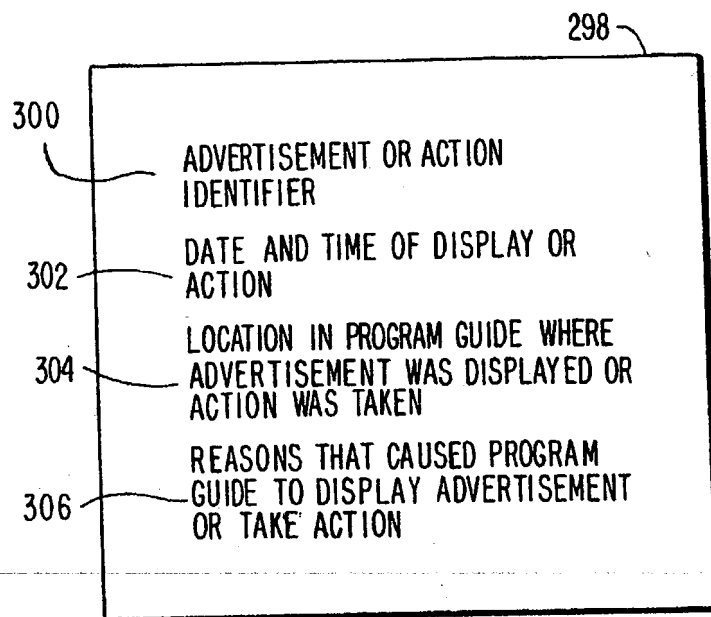 298
300
ADVERTISEMENT OR ACTION
IDENTIFIER
302
DATE AND TIME OF DISPLAY OR
ACTION
304
LOCATION IN PROGRAM GUIDE WHERE
ADVERTISEMENT WAS DISPLAYED OR
ACTION WAS TAKEN
306
REASONS THAT CAUSED PROGRAM
GUIDE TO DISPLAY ADVERTISEMENT
OR TAKE ACTION